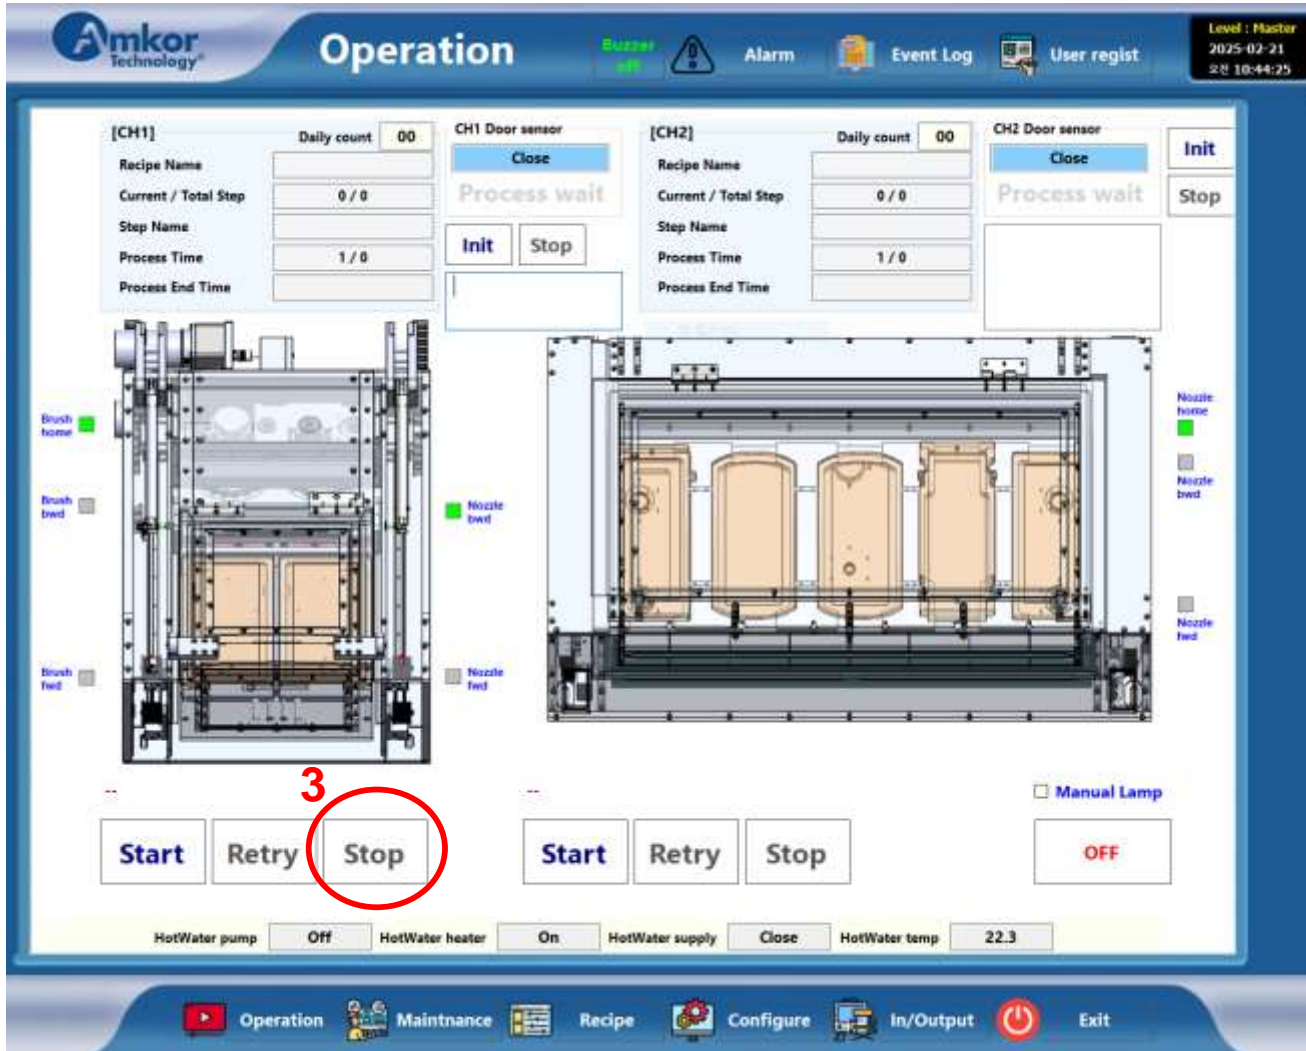 Amkor
Technology®
Operation
Buzzer
off
Alarm
Event Log
User regist
Level : Master
2025-02-21
오전 10:44:25
[CH1]
Daily count 00
Recipe Name
Current / Total Step 0 / 0
Step Name
Process Time 1 / 0
Process End Time
CH1 Door sensor
Close
Process wait
Init Stop
[CH2]
Daily count 00
Recipe Name
Current / Total Step 0 / 0
Step Name
Process Time 1 / 0
Process End Time
CH2 Door sensor
Close
Process wait
Init
Stop
Brush
home
Brush
bwd
Brush
fwd
Nozzle
bwd
Nozzle
fwd
Nozzle
home
Nozzle
bwd
Nozzle
fwd
3
--
--
Manual Lamp
Start Retry Stop
Start Retry Stop
OFF
HotWater pump Off HotWater heater On HotWater supply Close HotWater temp 22.3
Operation Maintnance Recipe Configure In/Output Exit